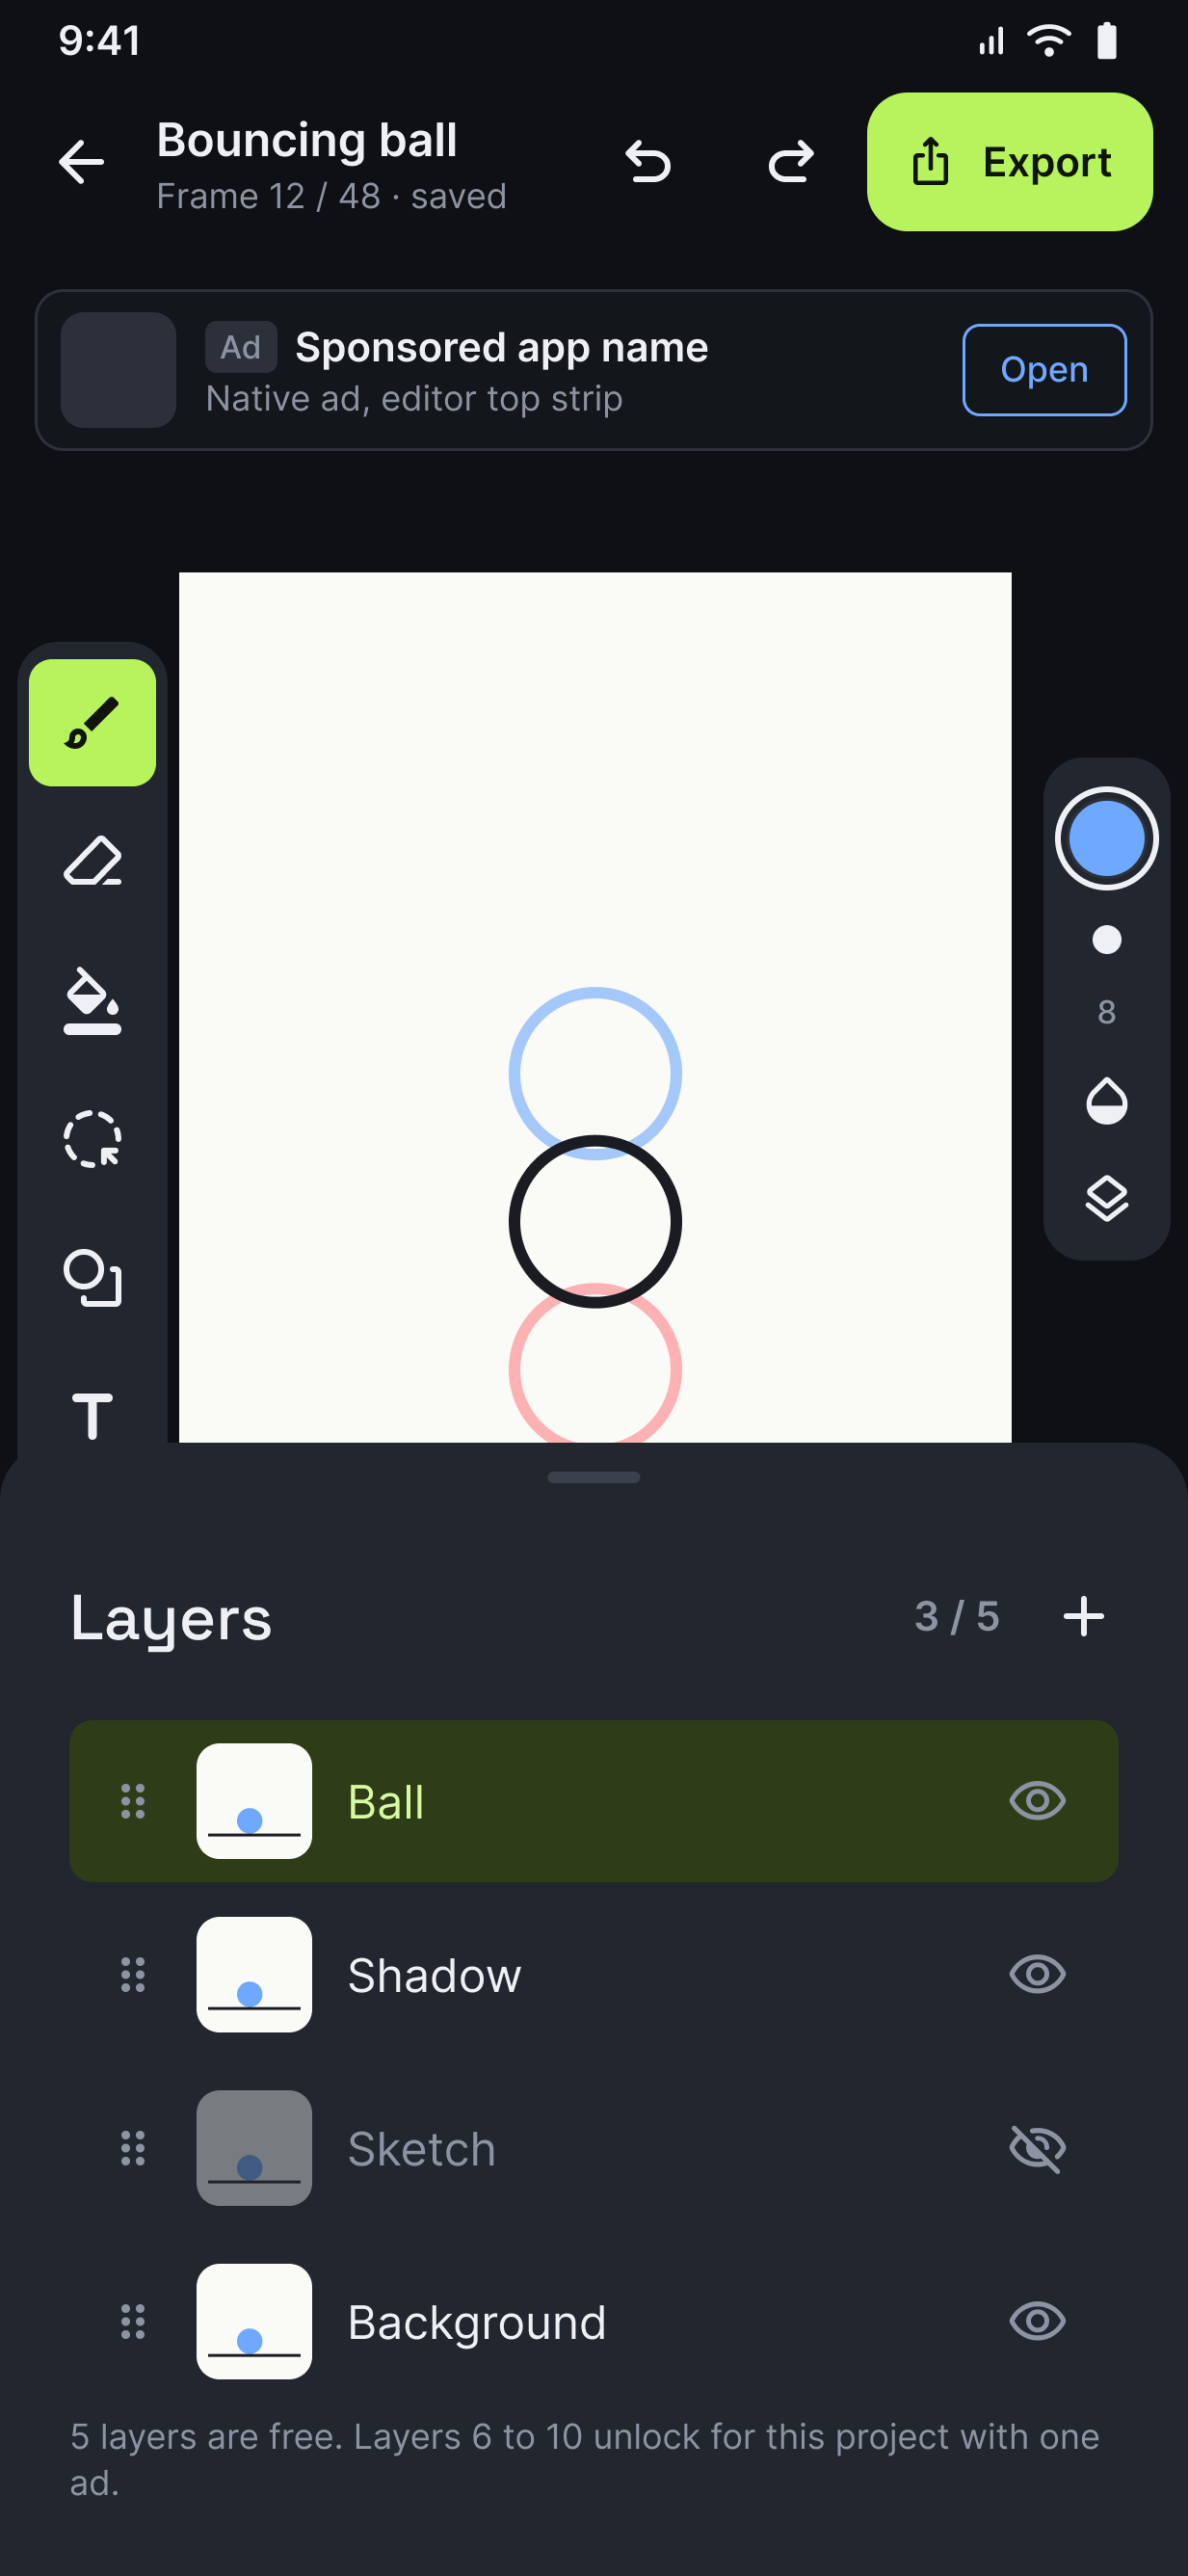 9:41
Bouncing ball
Frame 12 / 48 · saved
Export
Ad
Sponsored app name
Native ad, editor top strip
Open
8
T
Layers
3 / 5
Ball
Shadow
Sketch
Background
5 layers are free. Layers 6 to 10 unlock for this project with one
ad.